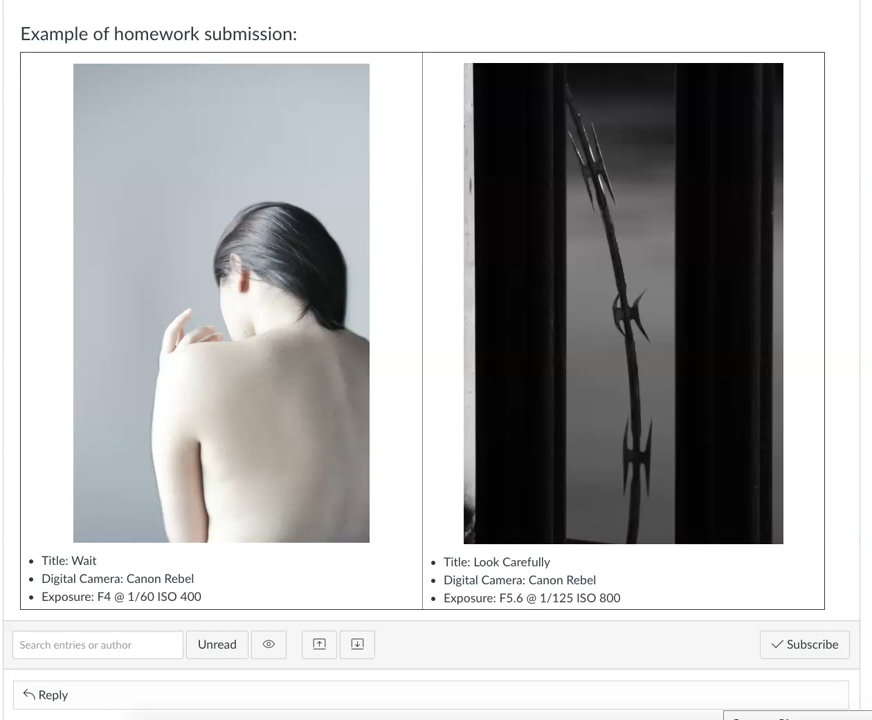 Example of homework submission:
• Title: Wait
• Digital Camera: Canon Rebel
• Exposure: F4 @ 1/60 ISO 400
• Title: Look Carefully
• Digital Camera: Canon Rebel
• Exposure: F5.6 @ 1/125 ISO 800
Search entries or author
Unread
Subscribe
Reply